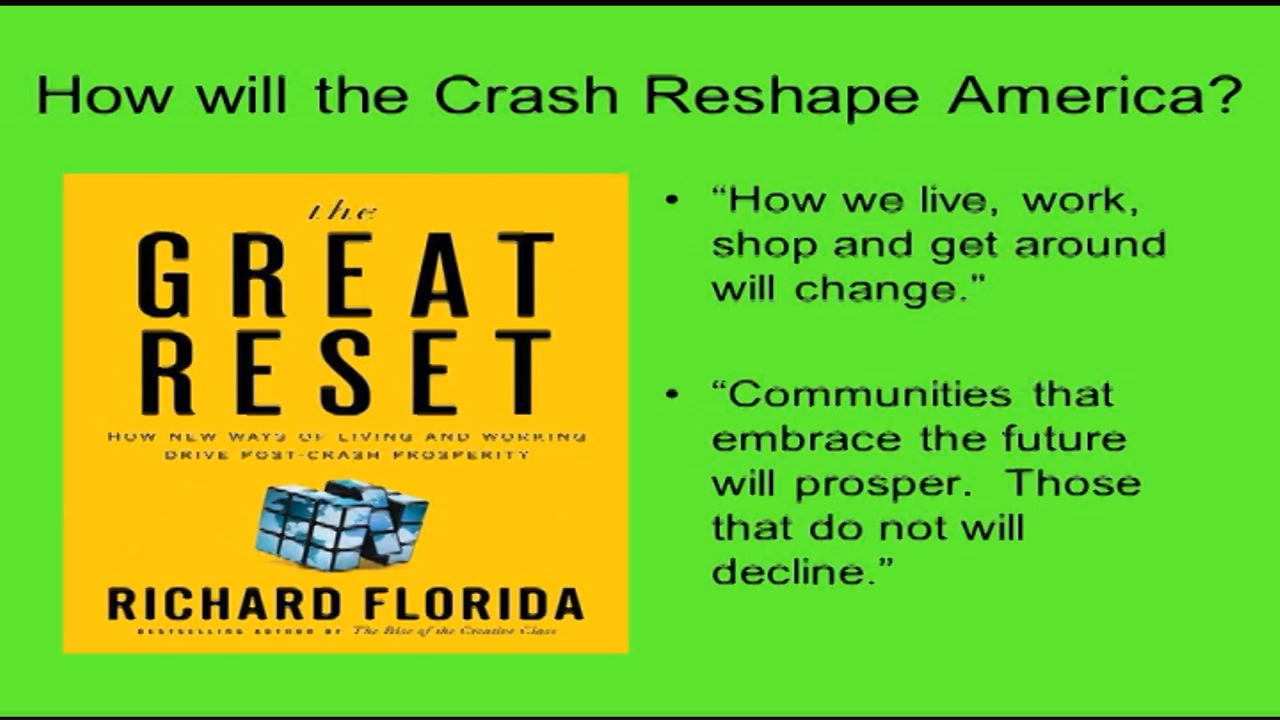 How will the Crash Reshape America?
the
GREAT
RESET
HOW NEW WAYS OF LIVING AND WORKING
DRIVE POST-CRASH PROSPERITY
RICHARD FLORIDA
BESTSELLING AUTHOR OF The Rise of the Creative Class
• “How we live, work,
shop and get around
will change.”
• “Communities that
embrace the future
will prosper. Those
that do not will
decline.”